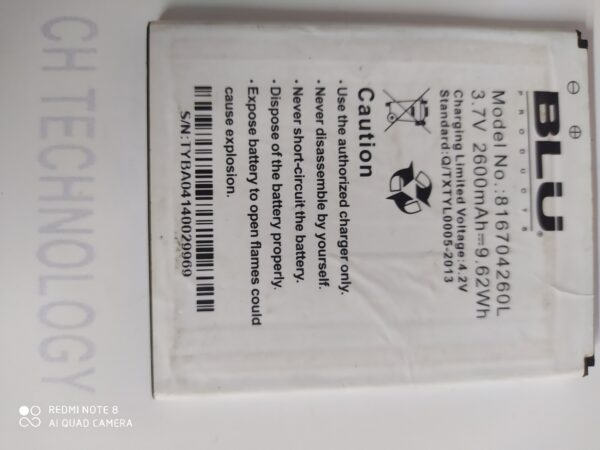 BLU
PRODUCTS
Model No.:816704260L
3.7V 2600mAh 9.62Wh
Charging Limited Voltage:4.2V
Standard:Q/TXTYL0005-2013
Caution
· Use the authorized charger only.
· Never disassemble by yourself.
· Never short-circuit the battery.
· Dispose of the battery properly.
· Expose battery to open flames could
cause explosion.
S/N:TYBA04140029969
CH TECHNOLOGY
REDMI NOTE 8
AI QUAD CAMERA